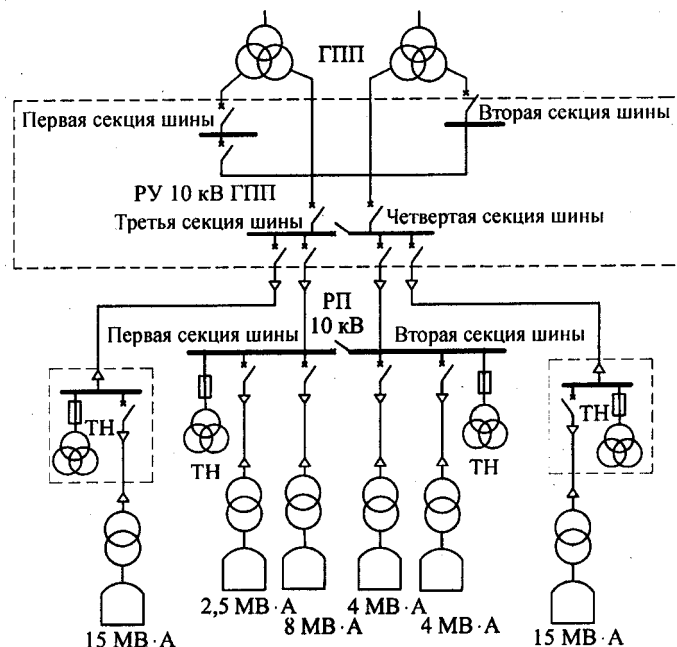 ГПП
Первая секция шины
Вторая секция шины
РУ 10 кВ ГПП
Третья секция шины
Четвертая секция шины
РП
10 кВ
Первая секция шины
Вторая секция шины
ТН
ТН
ТН
ТН
2,5 МВ·А
4 МВ·А
8 МВ·А
4 МВ·А
15 МВ·А
15 МВ·А